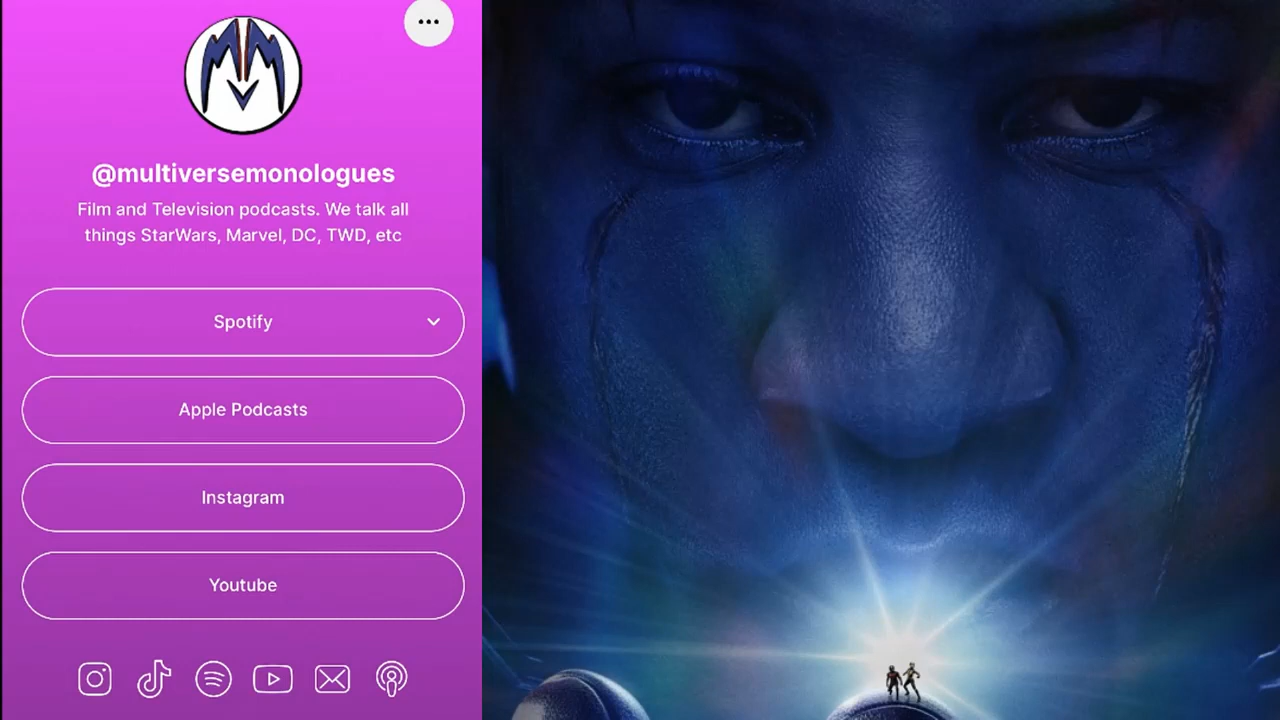 @multiversemonologues
Film and Television podcasts. We talk all
things StarWars, Marvel, DC, TWD, etc
Spotify
Apple Podcasts
Instagram
Youtube